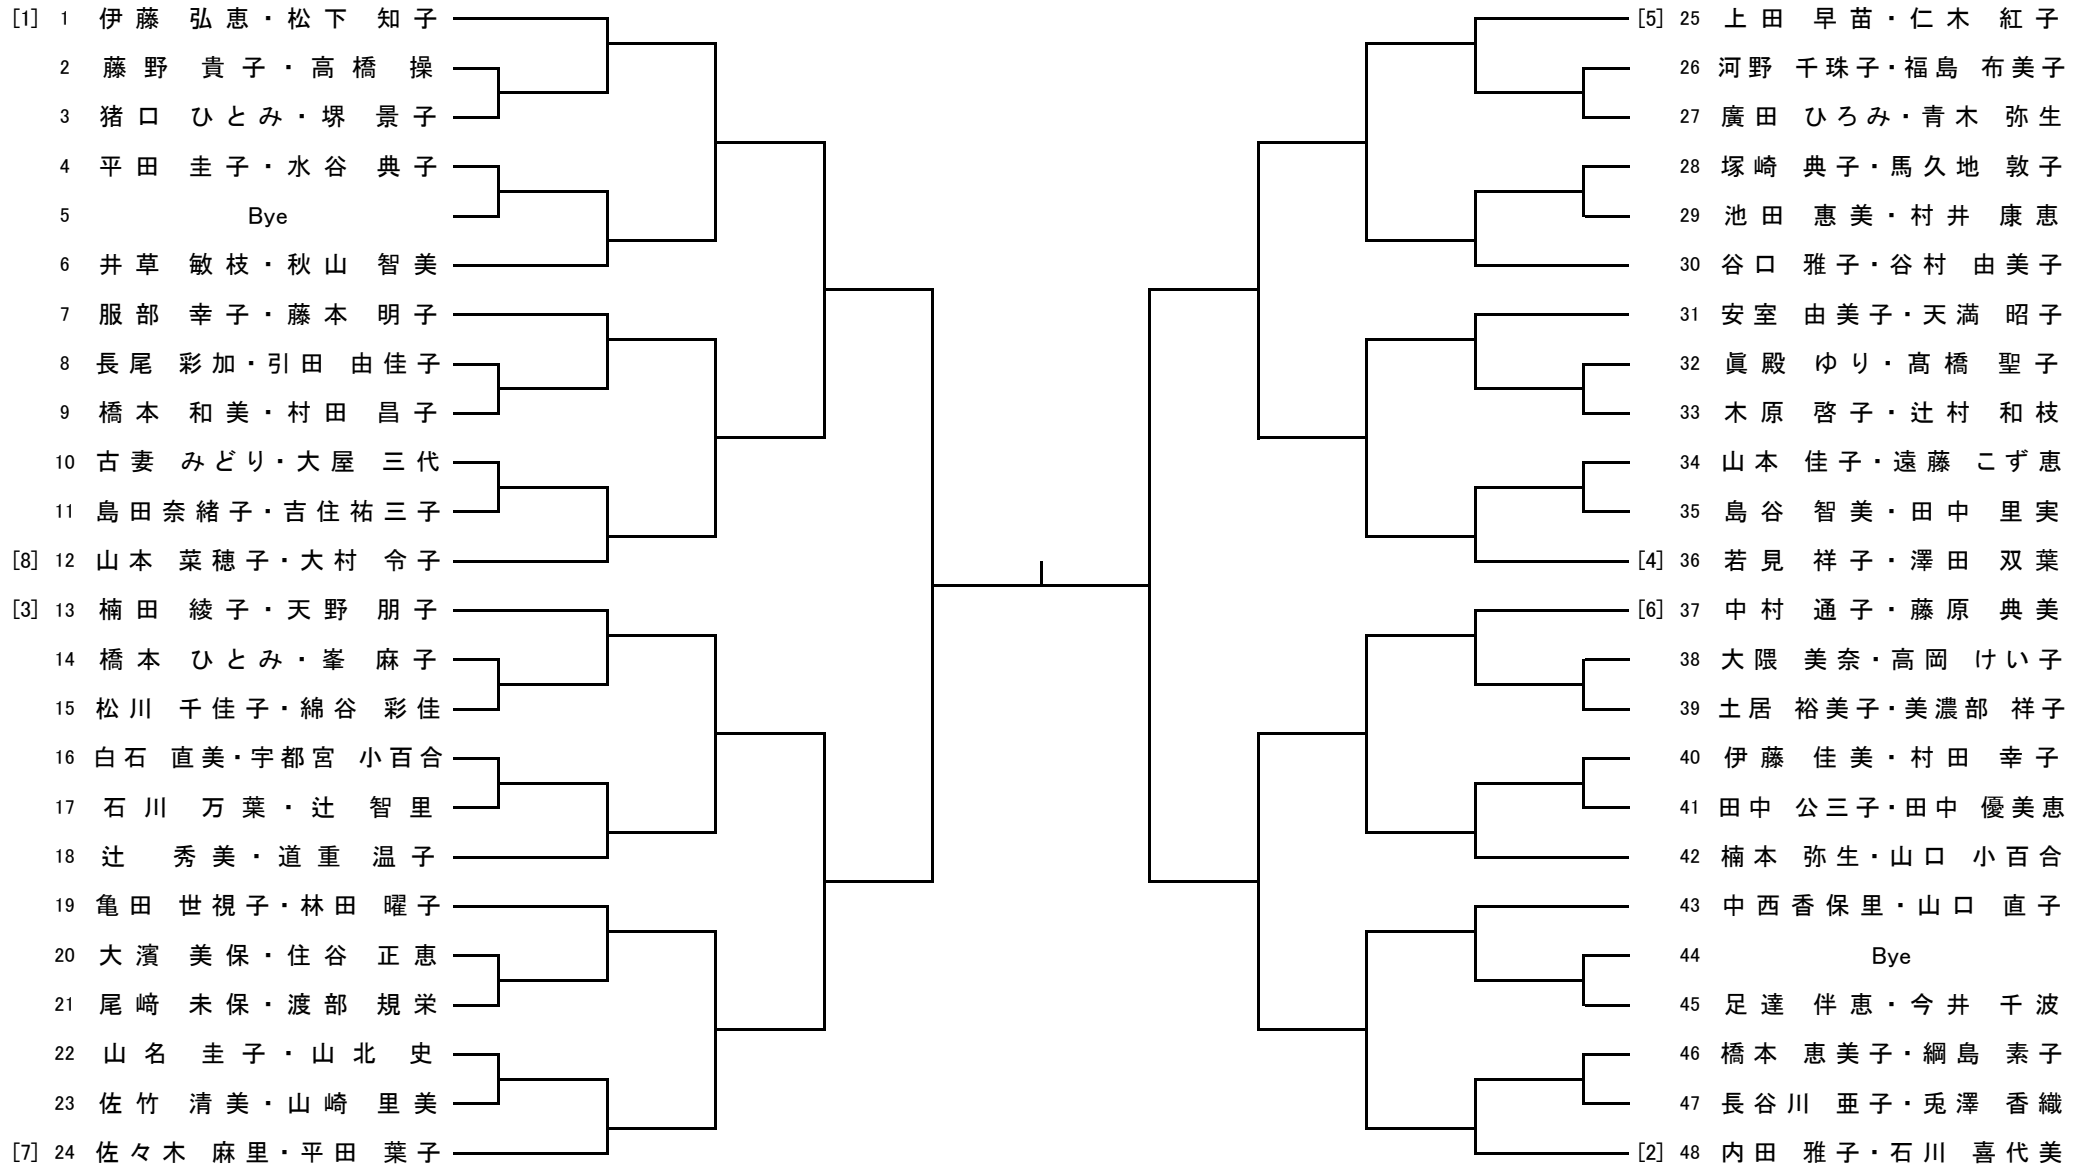 [1] 1 伊藤 弘恵・松下 知子
2 藤野 貴子・高橋 操
3 猪口 ひとみ・堺 景子
4 平田 圭子・水谷 典子
5 Bye
6 井草 敏枝・秋山 智美
7 服部 幸子・藤本 明子
8 長尾 彩加・引田 由佳子
9 橋本 和美・村田 昌子
10 古妻 みどり・大屋 三代
11 島田奈緒子・吉住祐三子
[8] 12 山本 菜穂子・大村 令子
[3] 13 楠田 綾子・天野 朋子
14 橋本 ひとみ・峯 麻子
15 松川 千佳子・綿谷 彩佳
16 白石 直美・宇都宮 小百合
17 石川 万葉・辻 智里
18 辻 秀美・道重 温子
19 亀田 世視子・林田 曜子
20 大濱 美保・住谷 正恵
21 尾﨑 未保・渡部 規栄
22 山名 圭子・山北 史
23 佐竹 清美・山崎 里美
[7] 24 佐々木 麻里・平田 葉子
[5] 25 上田 早苗・仁木 紅子
26 河野 千珠子・福島 布美子
27 廣田 ひろみ・青木 弥生
28 塚崎 典子・馬久地 敦子
29 池田 惠美・村井 康恵
30 谷口 雅子・谷村 由美子
31 安室 由美子・天満 昭子
32 眞殿 ゆり・髙橋 聖子
33 木原 啓子・辻村 和枝
34 山本 佳子・遠藤 こず恵
35 島谷 智美・田中 里実
[4] 36 若見 祥子・澤田 双葉
[6] 37 中村 通子・藤原 典美
38 大隈 美奈・高岡 けい子
39 土居 裕美子・美濃部 祥子
40 伊藤 佳美・村田 幸子
41 田中 公三子・田中 優美恵
42 楠本 弥生・山口 小百合
43 中西香保里・山口 直子
44 Bye
45 足達 伴恵・今井 千波
46 橋本 恵美子・綱島 素子
47 長谷川 亜子・兎澤 香織
[2] 48 内田 雅子・石川 喜代美